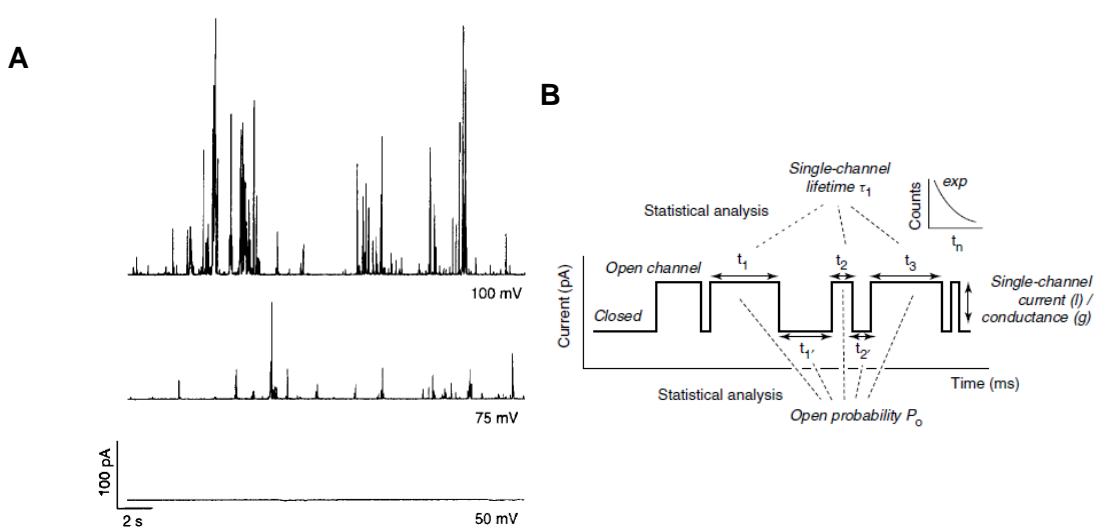 A
100 mV
75 mV
100 pA
2 s
50 mV
B
Single-channel
lifetime τ1
Statistical analysis
Counts
exp
tn
Open channel
t1
t2
t3
Current (pA)
Closed
t1′
t2′
Single-channel
current (I) /
conductance (g)
Time (ms)
Statistical analysis
Open probability Po